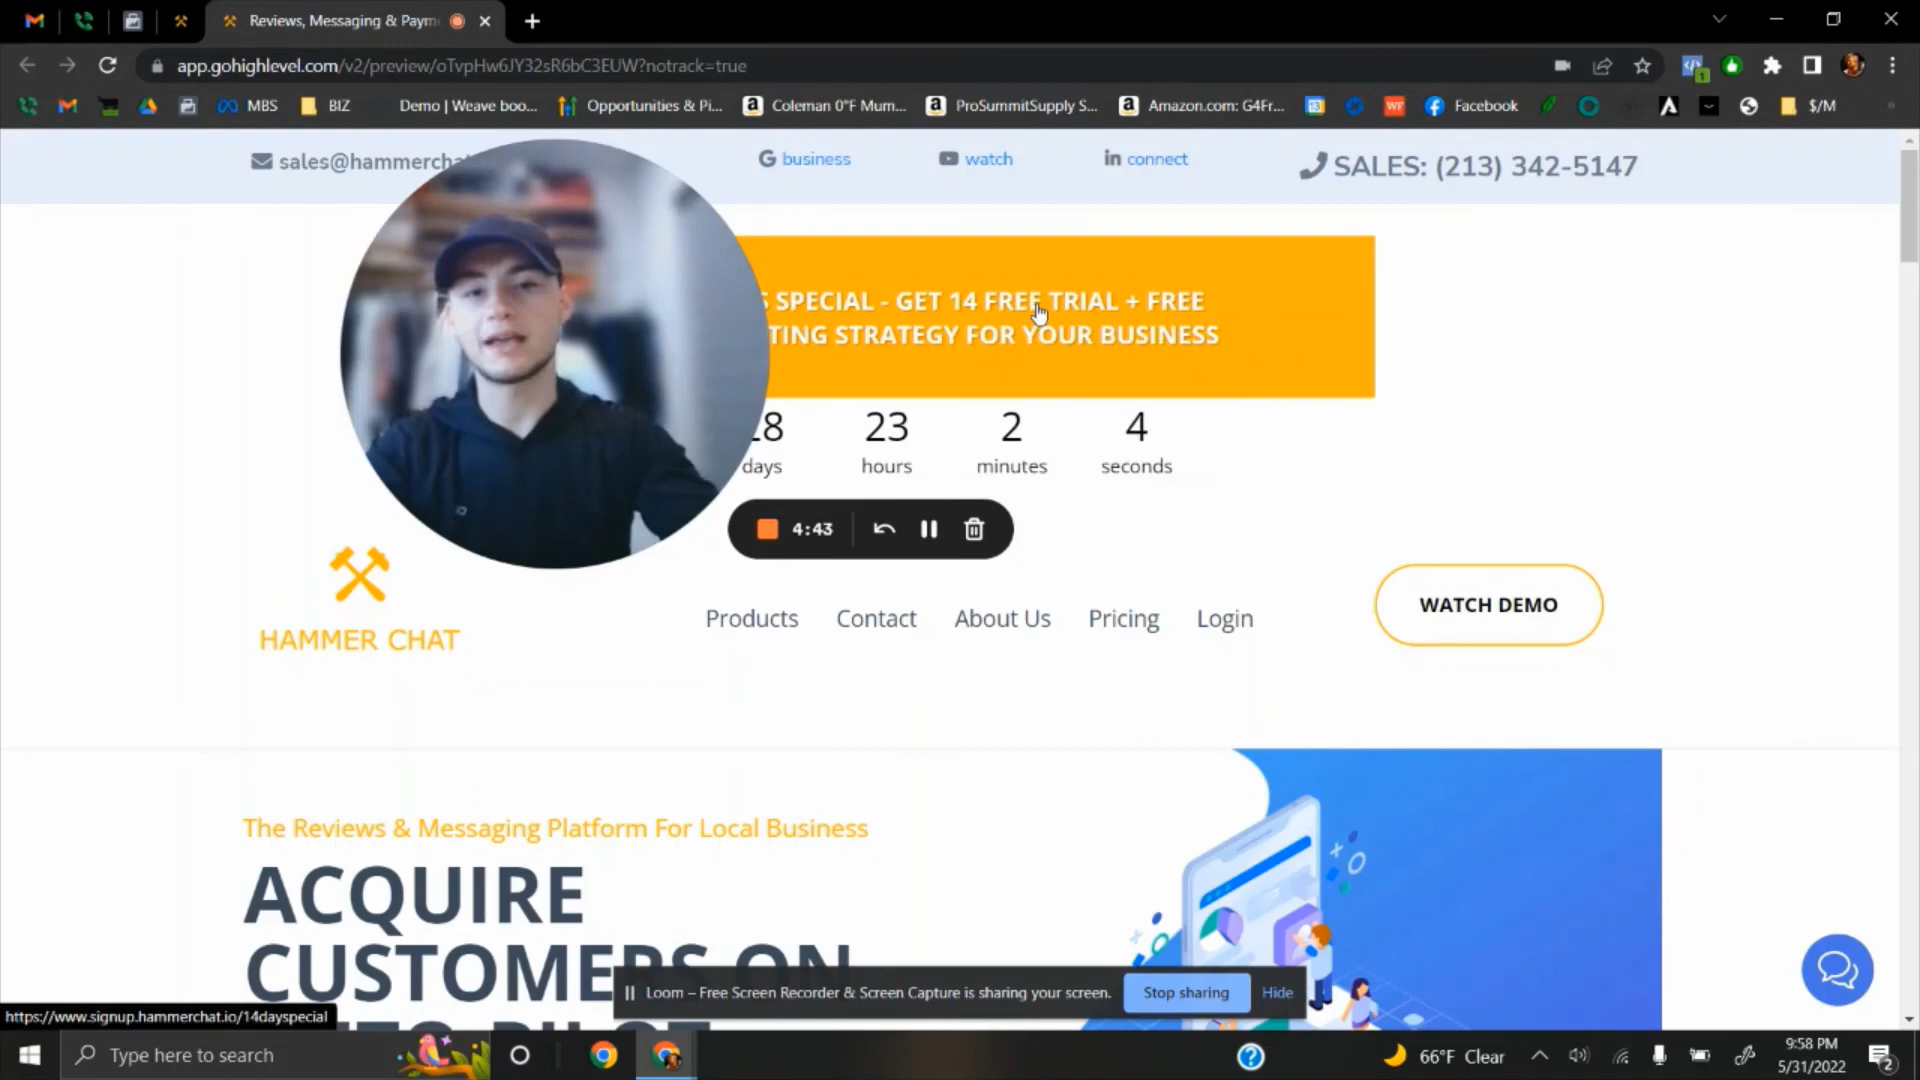 Reviews, Messaging & Paym
app.gohighlevel.com/v2/preview/oTvpHw6JY32sR6bC3EUW?notrack=true
MBS
BIZ
Demo | Weave boo...
Opportunities & Pi...
Coleman 0°F Mum...
ProSummitSupply S...
Amazon.com: G4Fr...
Facebook
$/M
sales@hammercha
business
watch
connect
SALES: (213) 342-5147
SPECIAL - GET 14 FREE TRIAL + FREE
TING STRATEGY FOR YOUR BUSINESS
23 2 4
days hours minutes seconds
4:43
HAMMER CHAT
Products Contact About Us Pricing Login
WATCH DEMO
The Reviews & Messaging Platform For Local Business
ACQUIRE
CUSTOMERS ON
Loom – Free Screen Recorder & Screen Capture is sharing your screen.
Stop sharing
Hide
https://www.signup.hammerchat.io/14dayspecial
Type here to search
66°F Clear
9:58 PM
5/31/2022
2